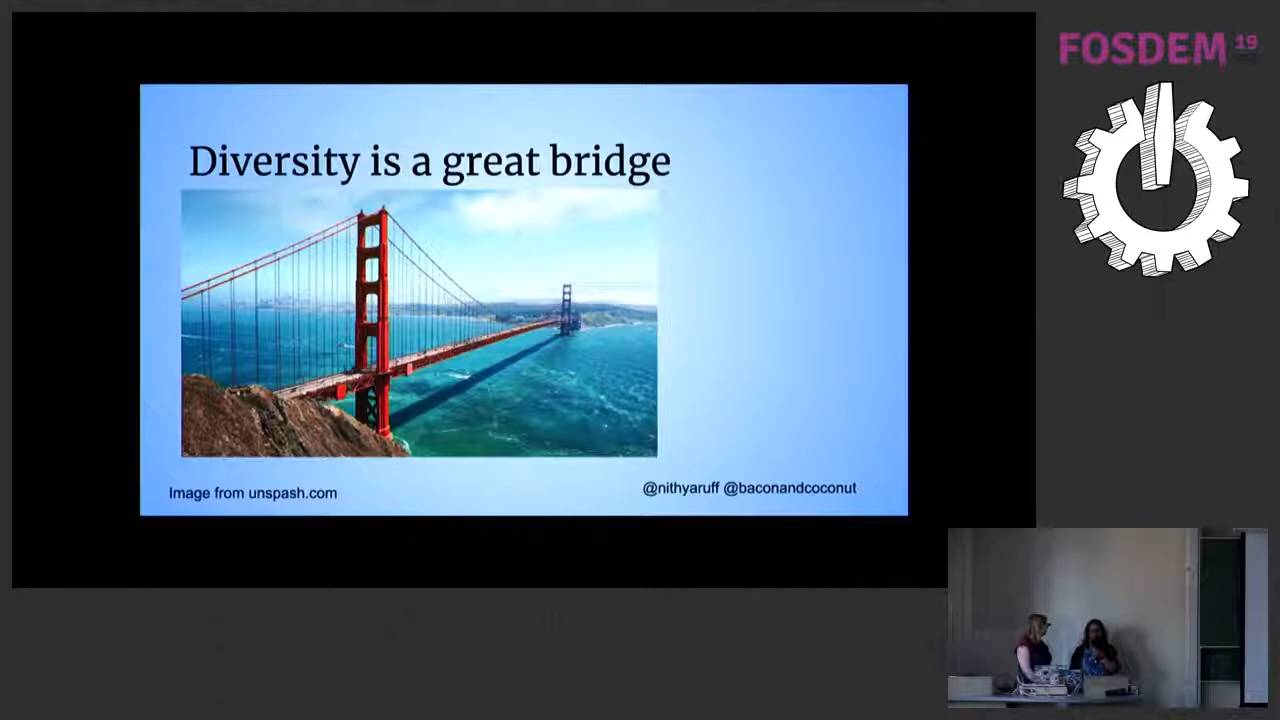 FOSDEM 19
Diversity is a great bridge
Image from unspash.com
@nithyaruff @baconandcoconut